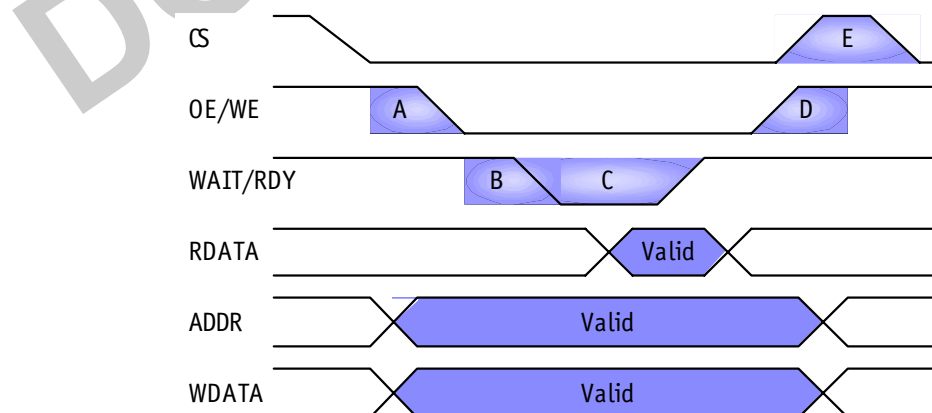 CS
E
OE/WE
A
D
WAIT/RDY
B
C
RDATA
Valid
ADDR
Valid
WDATA
Valid